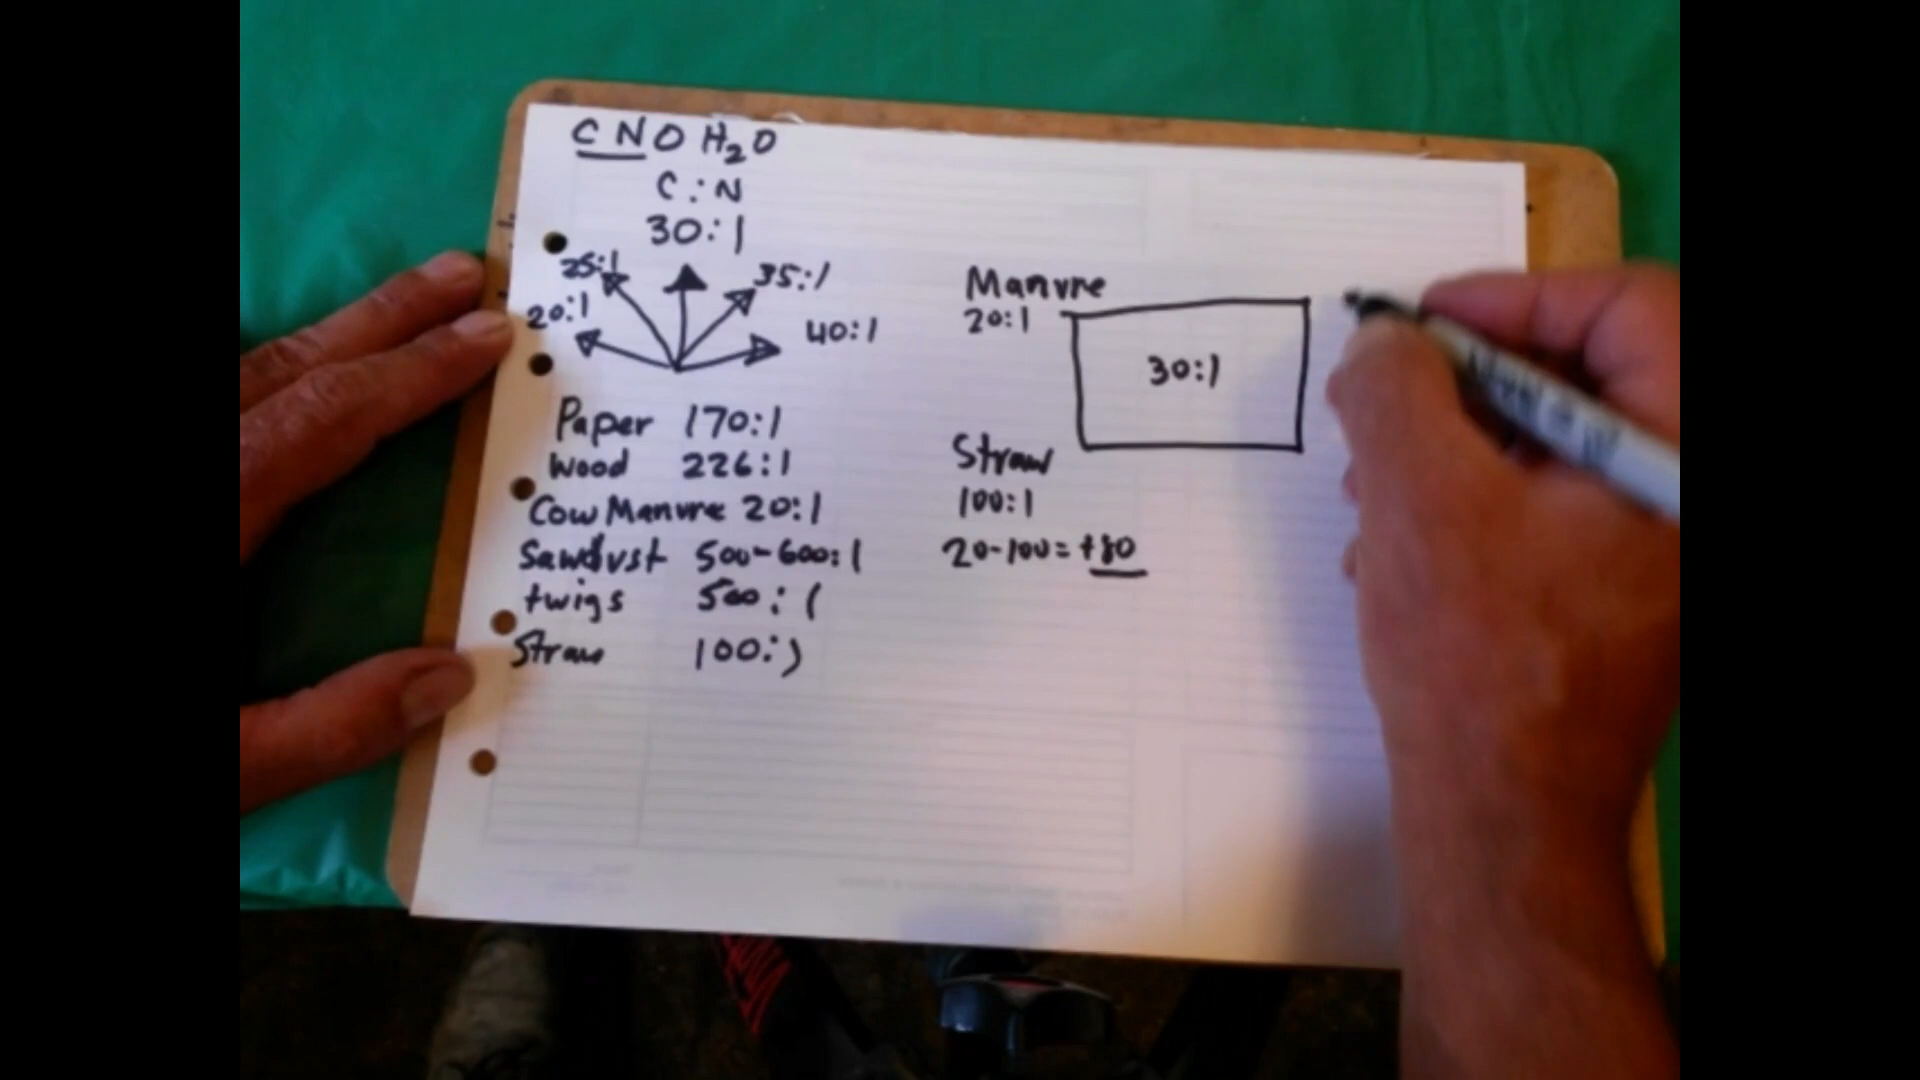 C N O H2O
C:N
30:1
25:1
35:1
20:1
40:1
Paper 170:1
Wood 226:1
Cow Manure 20:1
Sawdust 500-600:1
twigs 500:1
Straw 100:1
Manure
20:1
30:1
Straw
100:1
20-100=+80